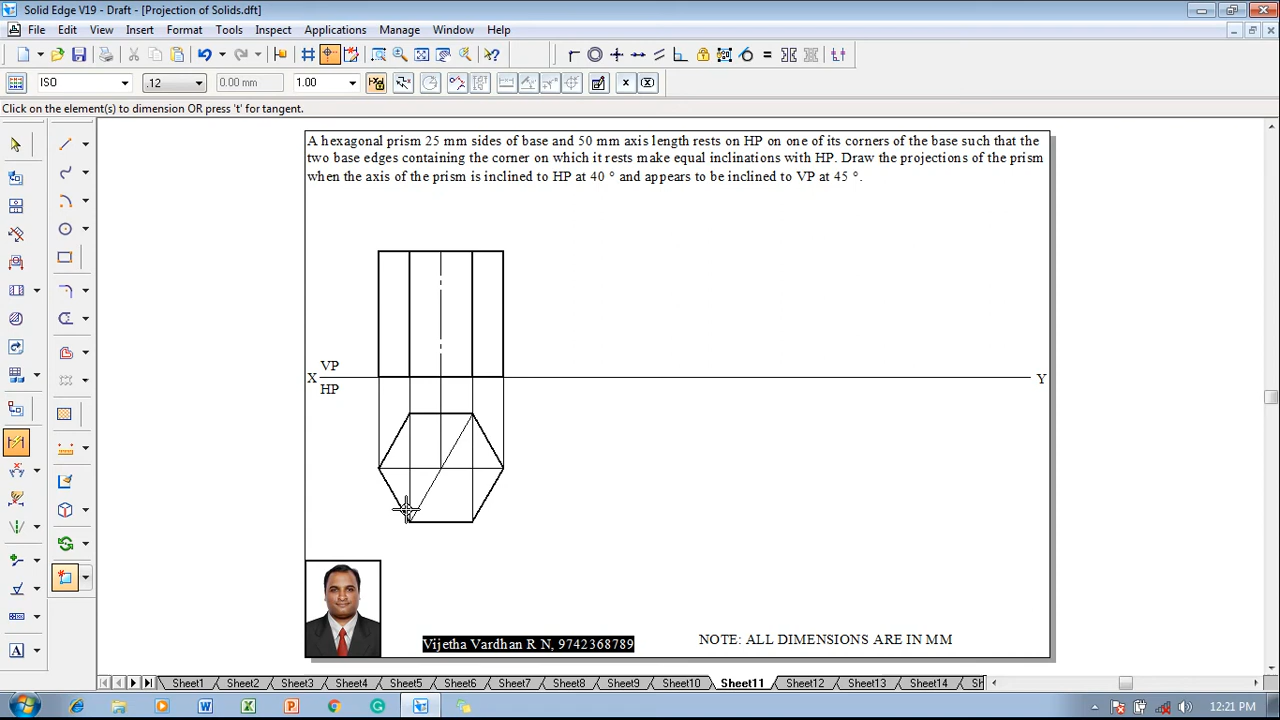 Solid Edge V19 - Draft - [Projection of Solids.dft]
File Edit View Insert Format Tools Inspect Applications Manage Window Help
ISO .12 0.00 mm 1.00
Click on the element(s) to dimension OR press 't' for tangent.
A hexagonal prism 25 mm sides of base and 50 mm axis length rests on HP on one of its corners of the base such that the
two base edges containing the corner on which it rests make equal inclinations with HP. Draw the projections of the prism
when the axis of the prism is inclined to HP at 40 ° and appears to be inclined to VP at 45 °.
VP
X Y
HP
Vijetha Vardhan R N, 9742368789
NOTE: ALL DIMENSIONS ARE IN MM
Sheet1 Sheet2 Sheet3 Sheet4 Sheet5 Sheet6 Sheet7 Sheet8 Sheet9 Sheet10 Sheet11 Sheet12 Sheet13 Sheet14 Sl
12:21 PM